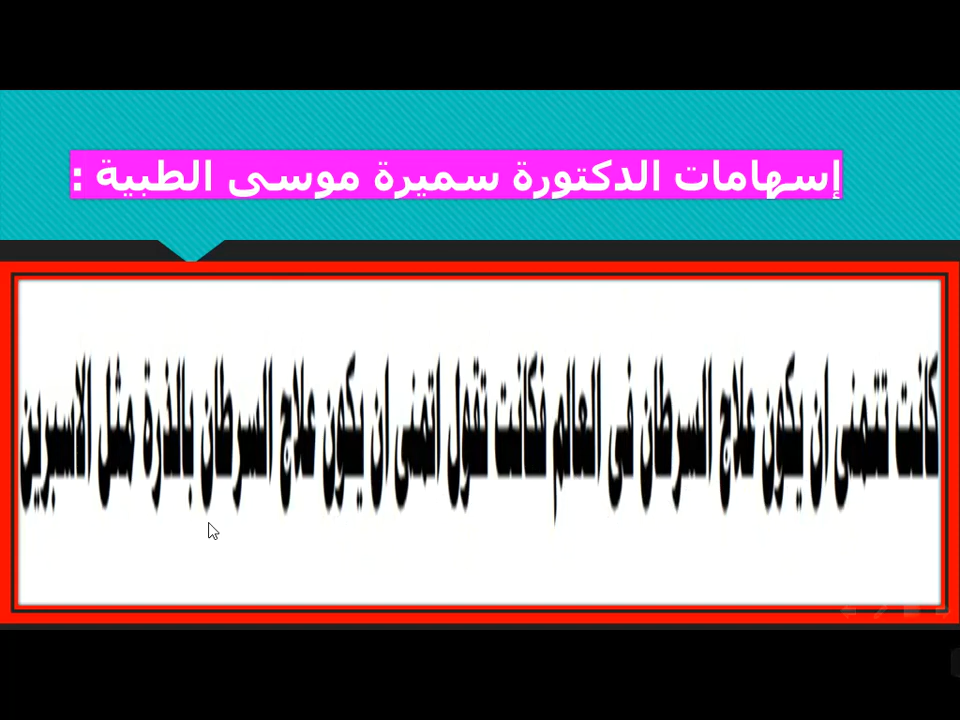 إسهامات الدكتورة سميرة موسى الطبية :
كانت تتمنى ان يكون علاج السرطان فى العالم فكانت تقول اتمنى ان يكون علاج السرطان بالذرة مثل الاسبرين